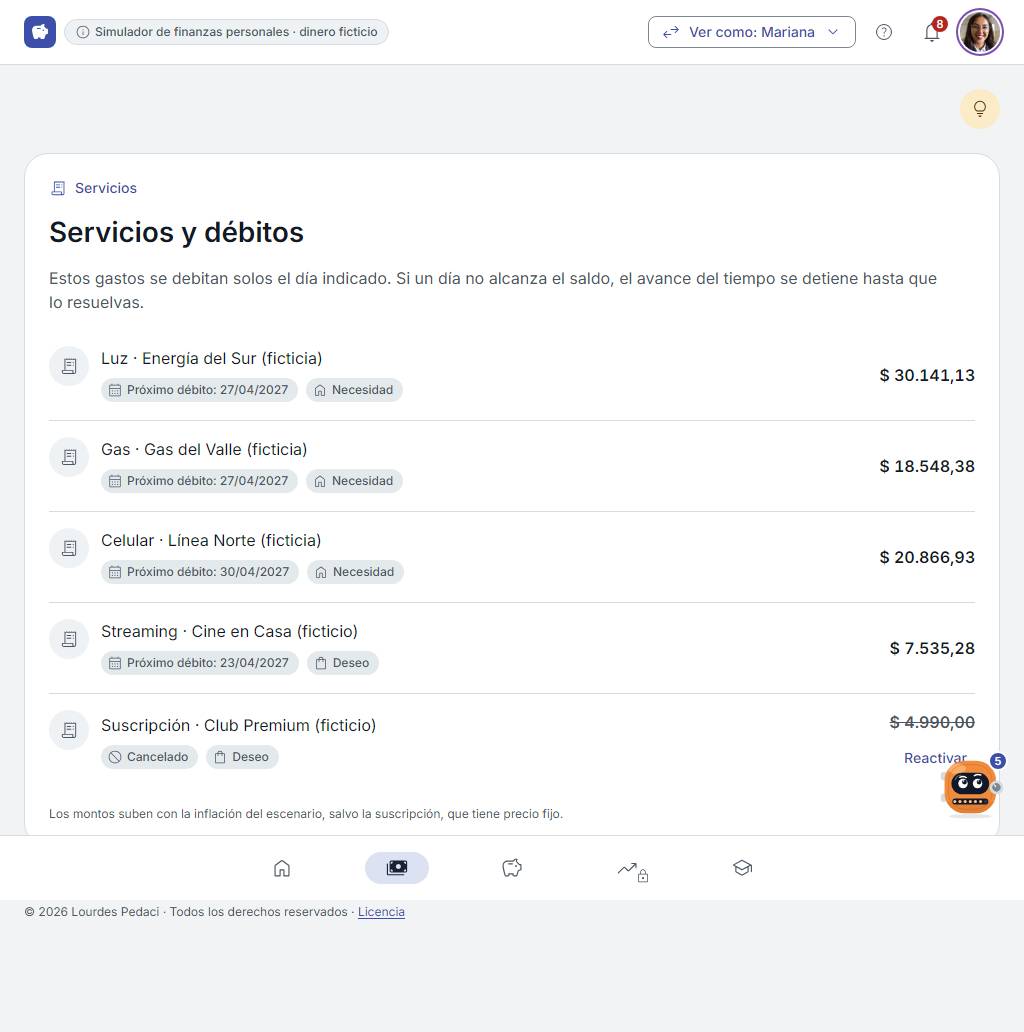 Simulador de finanzas personales · dinero ficticio
Ver como: Mariana
8
Servicios
Servicios y débitos
Estos gastos se debitan solos el día indicado. Si un día no alcanza el saldo, el avance del tiempo se detiene hasta que
lo resuelvas.
Luz · Energía del Sur (ficticia)
Próximo débito: 27/04/2027
Necesidad
$ 30.141,13
Gas · Gas del Valle (ficticia)
Próximo débito: 27/04/2027
Necesidad
$ 18.548,38
Celular · Línea Norte (ficticia)
Próximo débito: 30/04/2027
Necesidad
$ 20.866,93
Streaming · Cine en Casa (ficticio)
Próximo débito: 23/04/2027
Deseo
$ 7.535,28
Suscripción · Club Premium (ficticio)
Cancelado
Deseo
$ 4.990,00
Reactivar
5
Los montos suben con la inflación del escenario, salvo la suscripción, que tiene precio fijo.
© 2026 Lourdes Pedaci · Todos los derechos reservados · Licencia